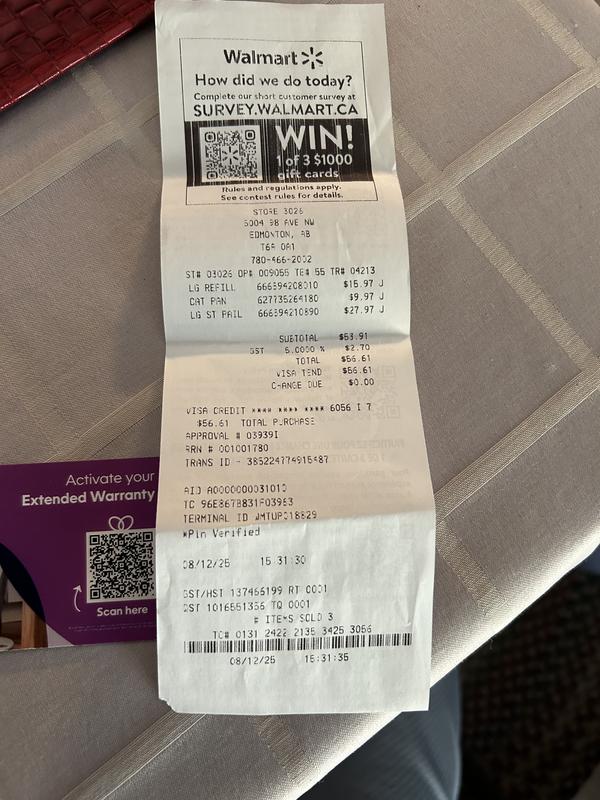 Walmart
How did we do today?
Complete our short customer survey at
SURVEY.WALMART.CA
WIN!
1 of 3 $1000
gift cards
Rules and regulations apply.
See contest rules for details.
STORE 3026
5004 98 AVE NW
EDMONTON, AB
T6A 0A1
780-466-2002
ST# 03026 OP# 009055 TE# 55 TR# 04213
LG REFILL 666594208010 $15.97 J
CAT PAN 627735264180 $9.97 J
LG ST PAIL 666594210890 $27.97 J
SUBTOTAL $53.91
GST 5.0000 % $2.70
TOTAL $56.61
VISA TEND $56.61
CHANGE DUE $0.00
VISA CREDIT **** **** **** 6056 I 7
$56.61 TOTAL PURCHASE
APPROVAL # 03939I
RRN # 001001780
TRANS ID - 385224774915487
AID A0000000031010
TC 96E867B831F03963
TERMINAL ID WMTUP018829
*Pin Verified
08/12/25 15:31:30
GST/HST 137466199 RT 0001
QST 1016551356 TQ 0001
# ITEMS SOLD 3
TC# 0131 2422 2135 3425 3056
08/12/25 15:31:35
Activate your
Extended Warranty
Scan here